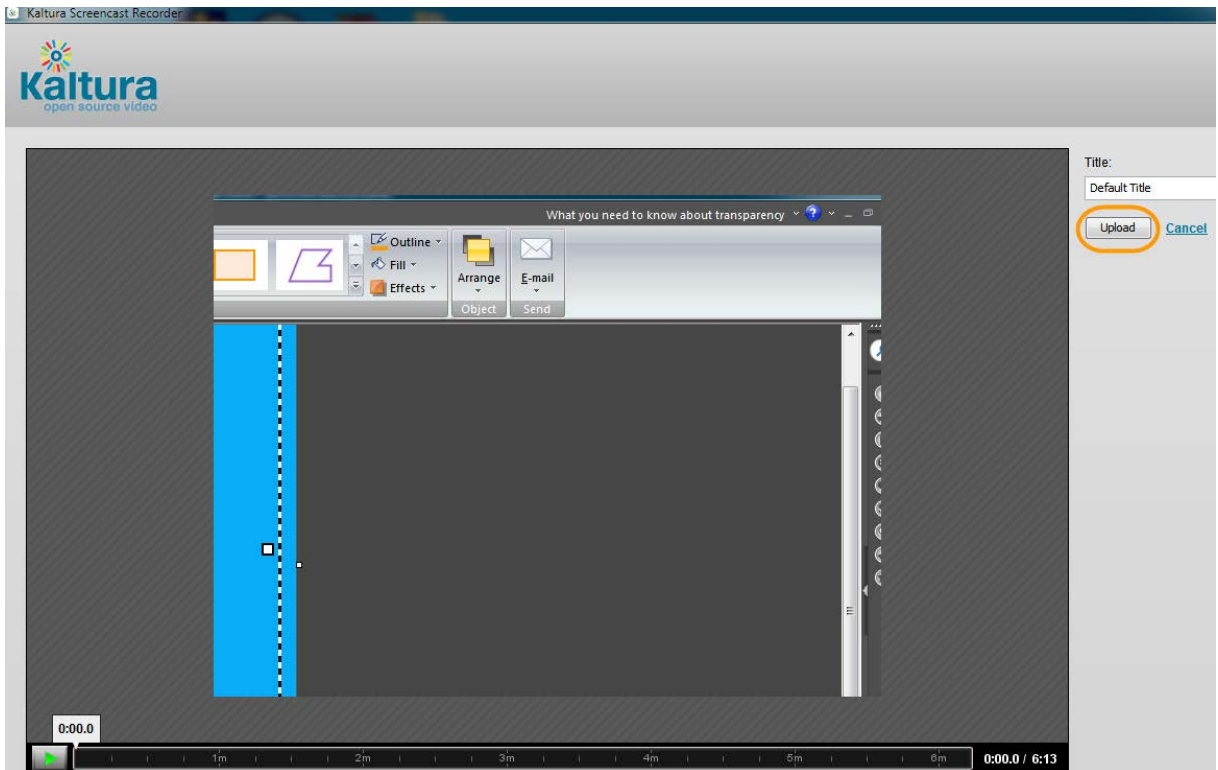 Kaltura Screencast Recorder
Kaltura
open source video
Title:
Default Title
Upload Cancel
What you need to know about transparency
Outline
Fill
Effects
Arrange
E-mail
Object Send
0:00.0
1m 2m 3m 4m 5m 6m 0:00.0 / 6:13